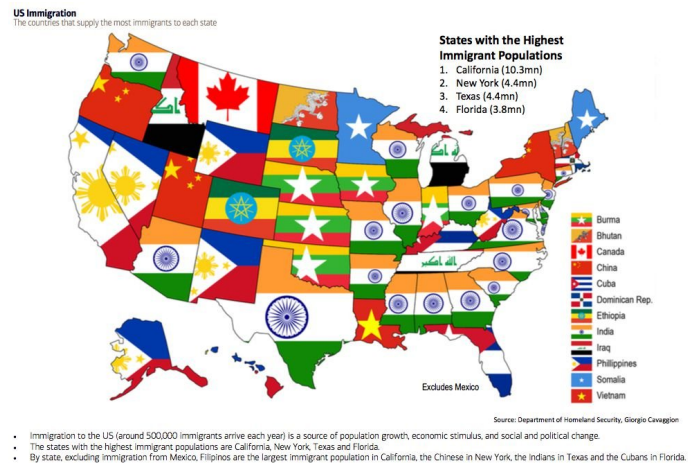 US Immigration
The countries that supply the most immigrants to each state
States with the Highest
Immigrant Populations
1. California (10.3mn)
2. New York (4.4mn)
3. Texas (4.4mn)
4. Florida (3.8mn)
Burma
Bhutan
Canada
China
Cuba
Dominican Rep.
Ethiopia
India
Iraq
Phillippines
Somalia
Vietnam
Excludes Mexico
Source: Department of Homeland Security, Giorgio Cavaggion
• Immigration to the US (around 500,000 immigrants arrive each year) is a source of population growth, economic stimulus, and social and political change.
• The states with the highest immigrant populations are California, New York, Texas and Florida.
• By state, excluding immigration from Mexico, Filipinos are the largest immigrant population in California, the Chinese in New York, the Indians in Texas and the Cubans in Florida.